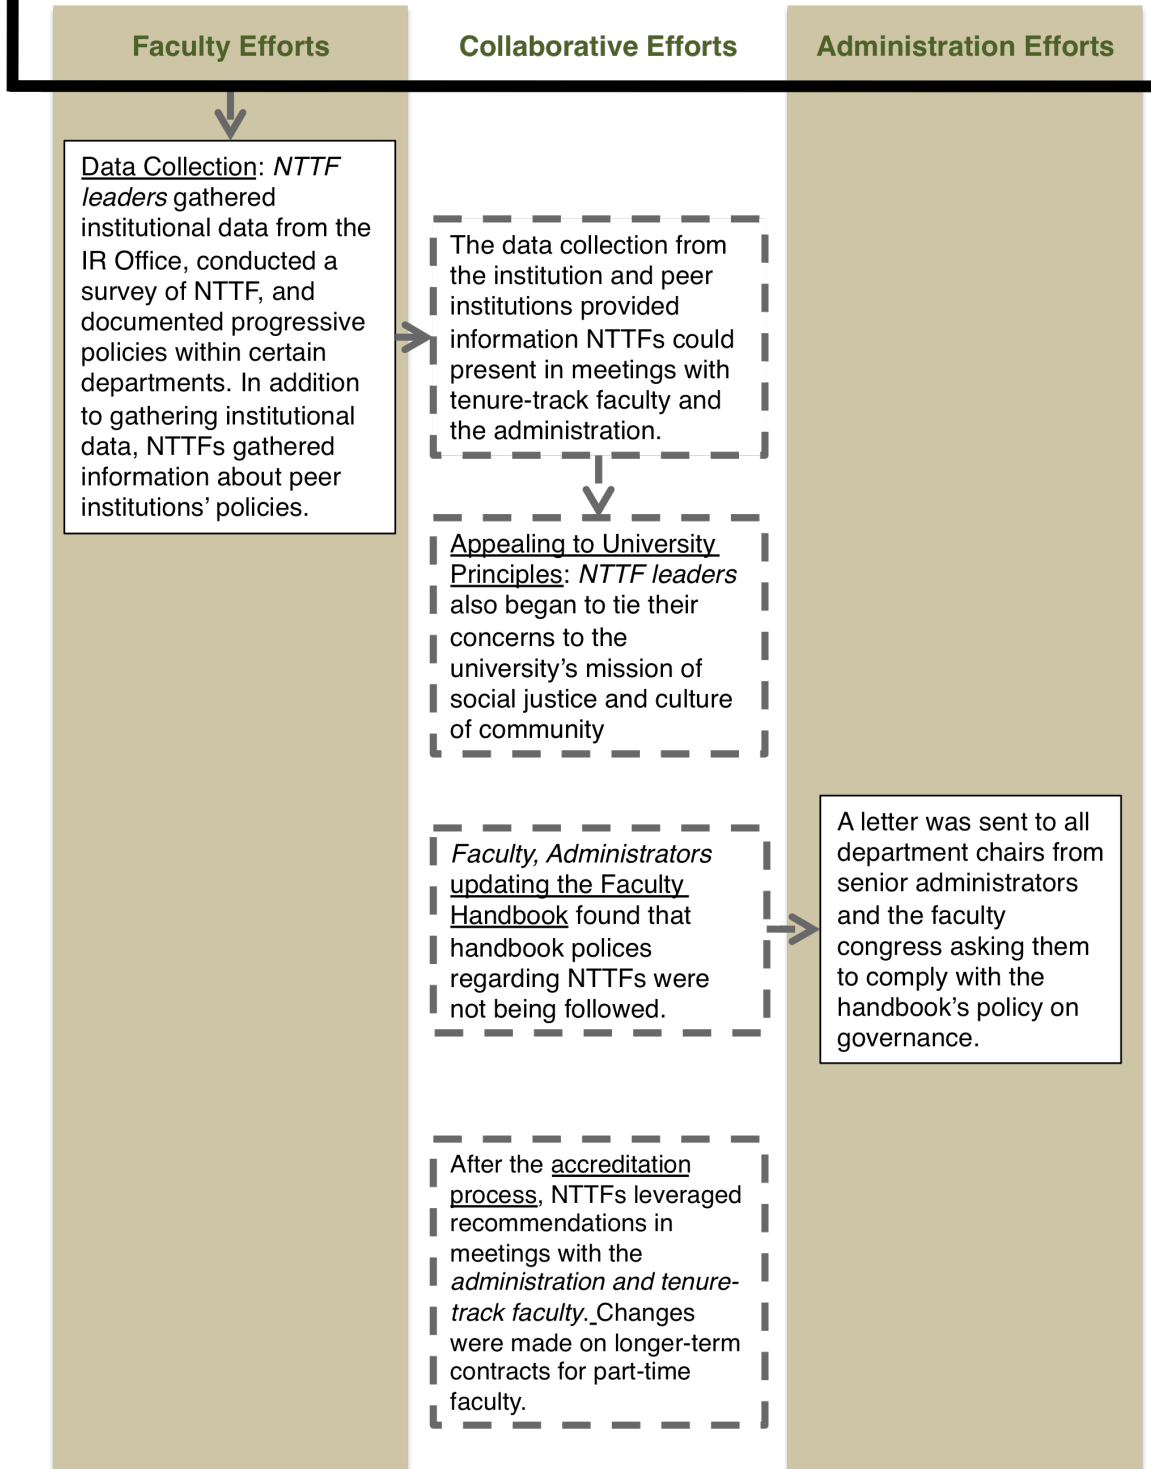 Faculty Efforts
Collaborative Efforts
Administration Efforts
Data Collection: NTTF
leaders gathered
institutional data from the
IR Office, conducted a
survey of NTTF, and
documented progressive
policies within certain
departments. In addition
to gathering institutional
data, NTTFs gathered
information about peer
institutions’ policies.
The data collection from
the institution and peer
institutions provided
information NTTFs could
present in meetings with
tenure-track faculty and
the administration.
Appealing to University
Principles: NTTF leaders
also began to tie their
concerns to the
university’s mission of
social justice and culture
of community
Faculty, Administrators
updating the Faculty
Handbook found that
handbook polices
regarding NTTFs were
not being followed.
A letter was sent to all
department chairs from
senior administrators
and the faculty
congress asking them
to comply with the
handbook’s policy on
governance.
After the accreditation
process, NTTFs leveraged
recommendations in
meetings with the
administration and tenure-
track faculty. Changes
were made on longer-term
contracts for part-time
faculty.